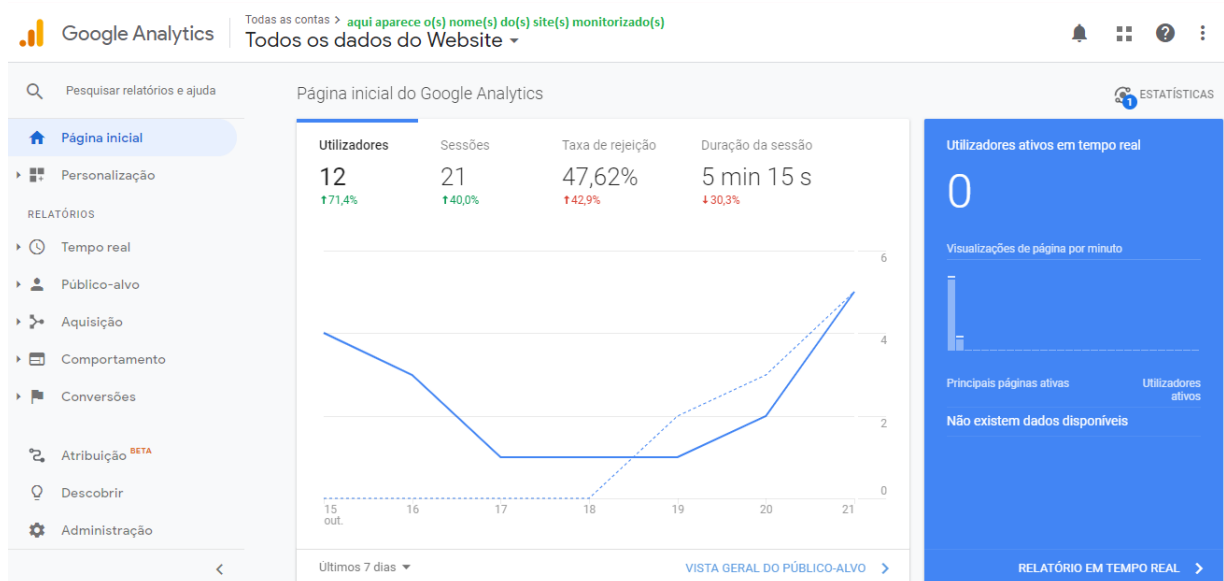 Google Analytics
Todas as contas > aqui aparece o(s) nome(s) do(s) site(s) monitorizado(s)
Todos os dados do Website
Pesquisar relatórios e ajuda
Página inicial
Personalização
RELATÓRIOS
Tempo real
Público-alvo
Aquisição
Comportamento
Conversões
Atribuição BETA
Descobrir
Administração
Página inicial do Google Analytics
1 ESTATÍSTICAS
Utilizadores Sessões Taxa de rejeição Duração da sessão
12 21 47,62% 5 min 15 s
↑71,4% ↑40,0% ↑42,9% ↓30,3%
6
4
2
0
15 16 17 18 19 20 21
out.
Últimos 7 dias VISTA GERAL DO PÚBLICO-ALVO
Utilizadores ativos em tempo real
0
Visualizações de página por minuto
Principais páginas ativas Utilizadores
ativos
Não existem dados disponíveis
RELATÓRIO EM TEMPO REAL